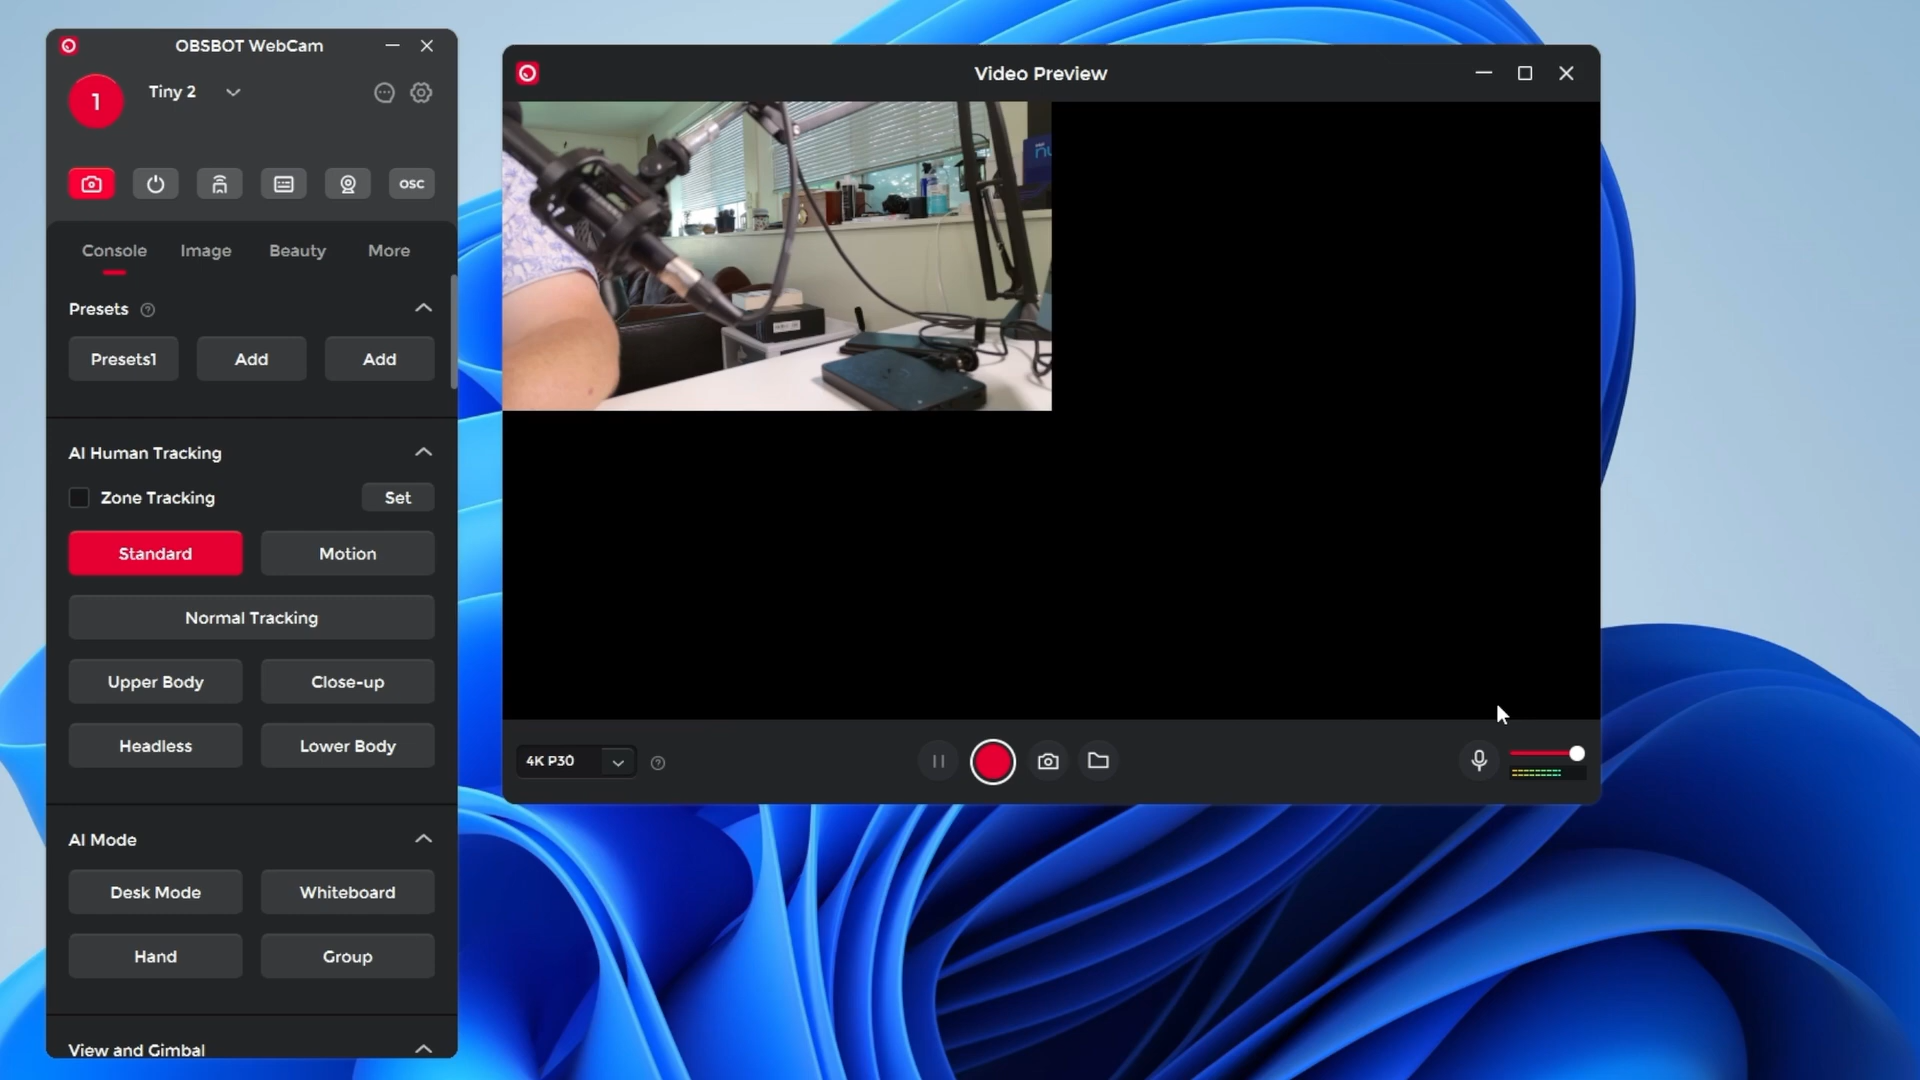 OBSBOT WebCam
1
Tiny 2
OSC
Console Image Beauty More
Presets
Presets1 Add Add
AI Human Tracking
Zone Tracking Set
Standard Motion
Normal Tracking
Upper Body Close-up
Headless Lower Body
AI Mode
Desk Mode Whiteboard
Hand Group
View and Gimbal
Video Preview
4K P30